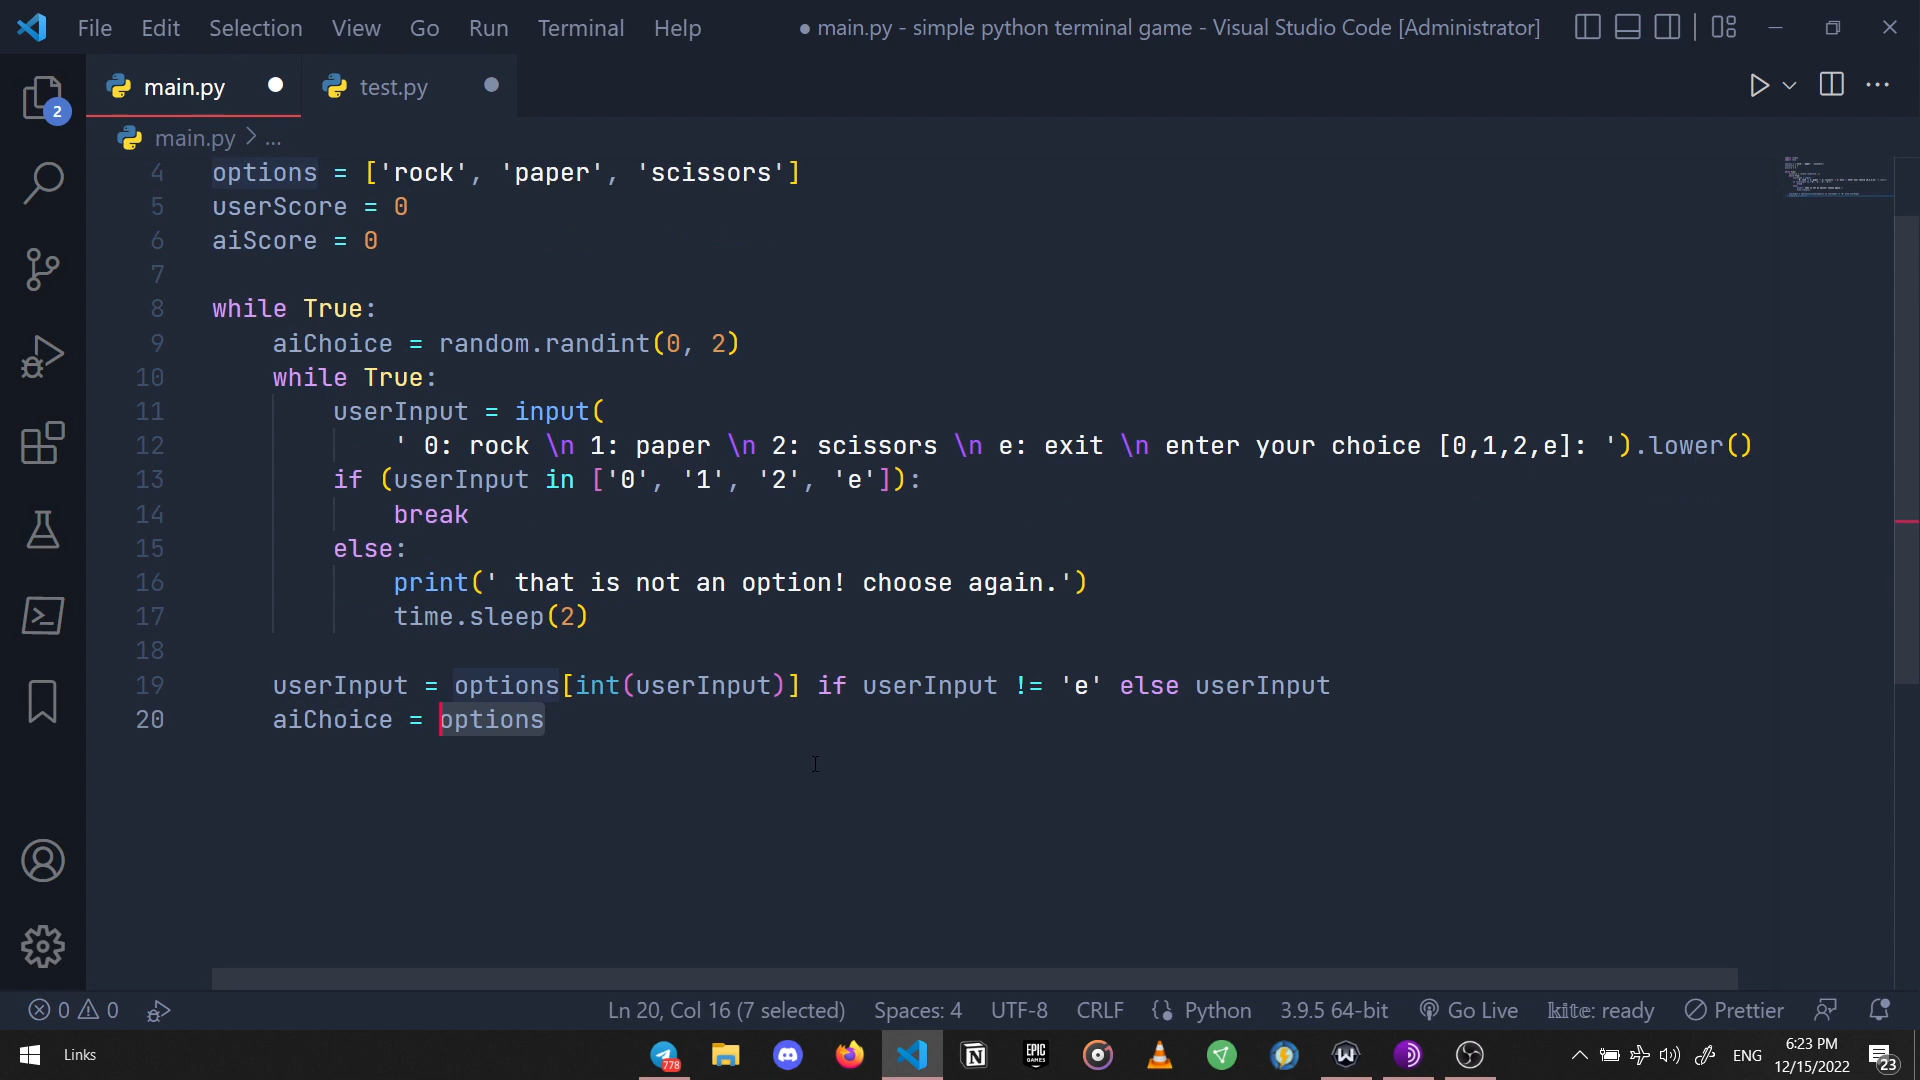 File Edit Selection View Go Run Terminal Help ● main.py - simple python terminal game - Visual Studio Code [Administrator]
main.py ● test.py ●
2
main.py > ...
4 options = ['rock', 'paper', 'scissors']
5 userScore = 0
6 aiScore = 0
7
8 while True:
9 aiChoice = random.randint(0, 2)
10 while True:
11 userInput = input(
12 ' 0: rock \n 1: paper \n 2: scissors \n e: exit \n enter your choice [0,1,2,e]: ').lower()
13 if (userInput in ['0', '1', '2', 'e']):
14 break
15 else:
16 print(' that is not an option! choose again.')
17 time.sleep(2)
18
19 userInput = options[int(userInput)] if userInput != 'e' else userInput
20 aiChoice = options
0 0 Ln 20, Col 16 (7 selected) Spaces: 4 UTF-8 CRLF Python 3.9.5 64-bit Go Live kite: ready Prettier
Links 778 EPIC GAMES ENG 6:23 PM
12/15/2022 23